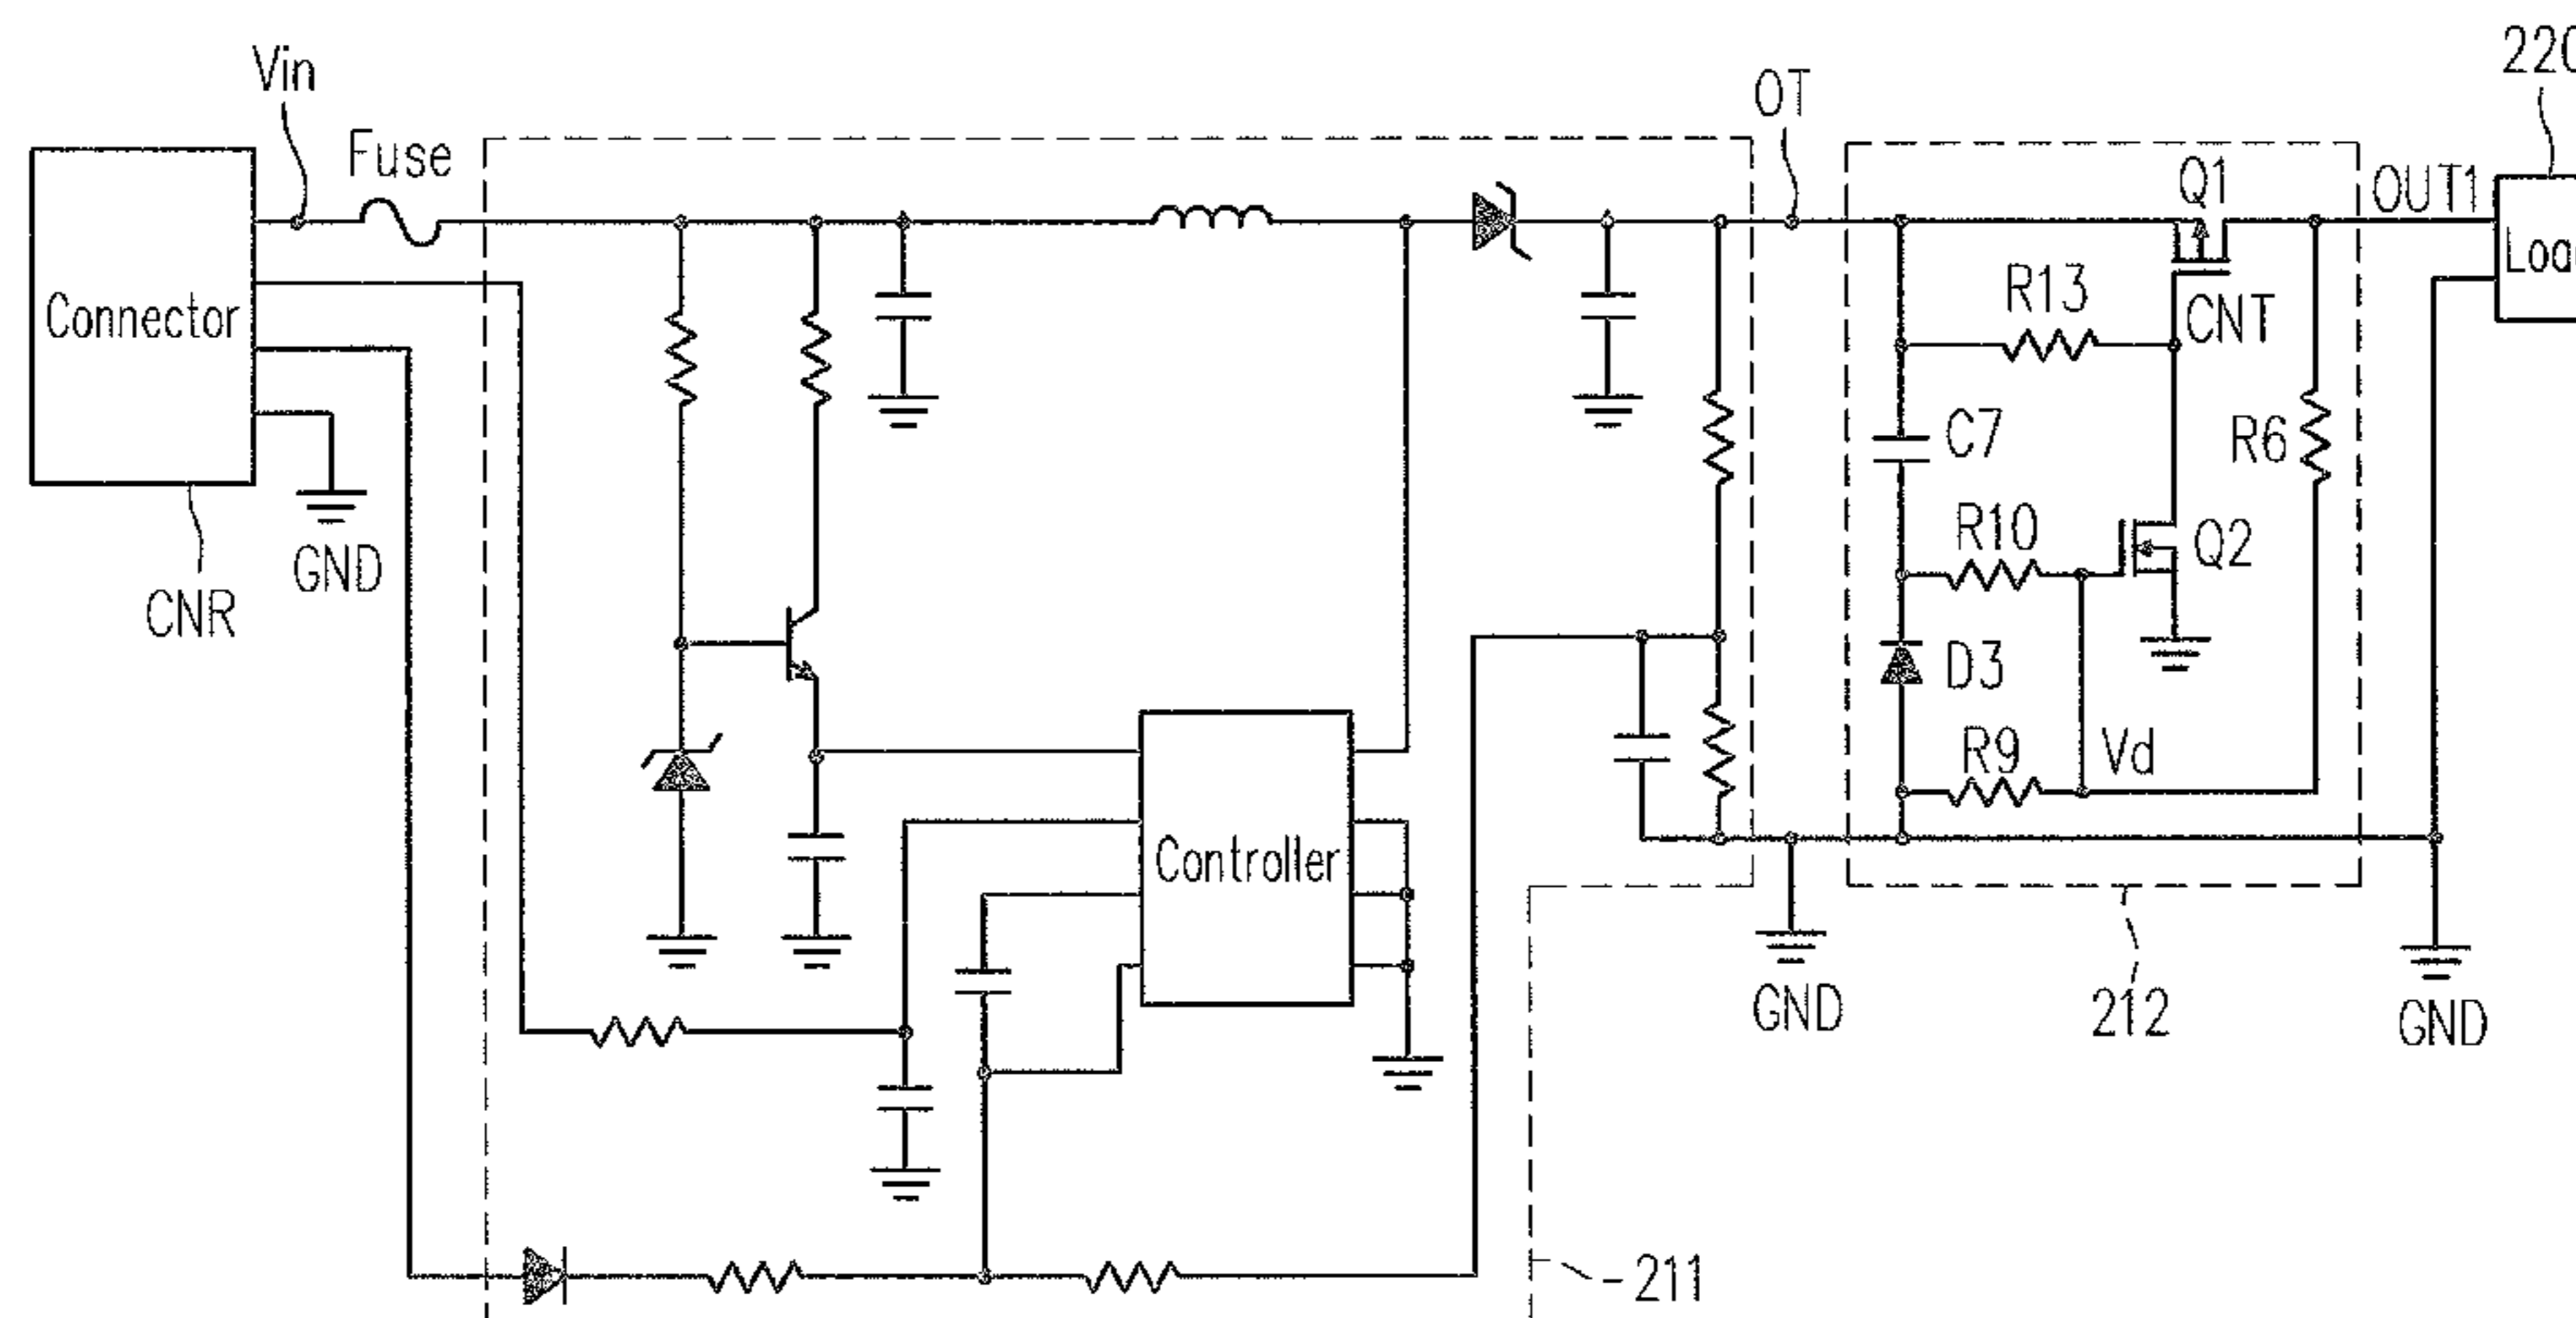 Vin
Fuse
OT
220
Q1
OUT1
Connector
R13
CNT
C7
R6
R10
Q2
GND
CNR
D3
R9
Vd
Controller
GND
212
GND
211